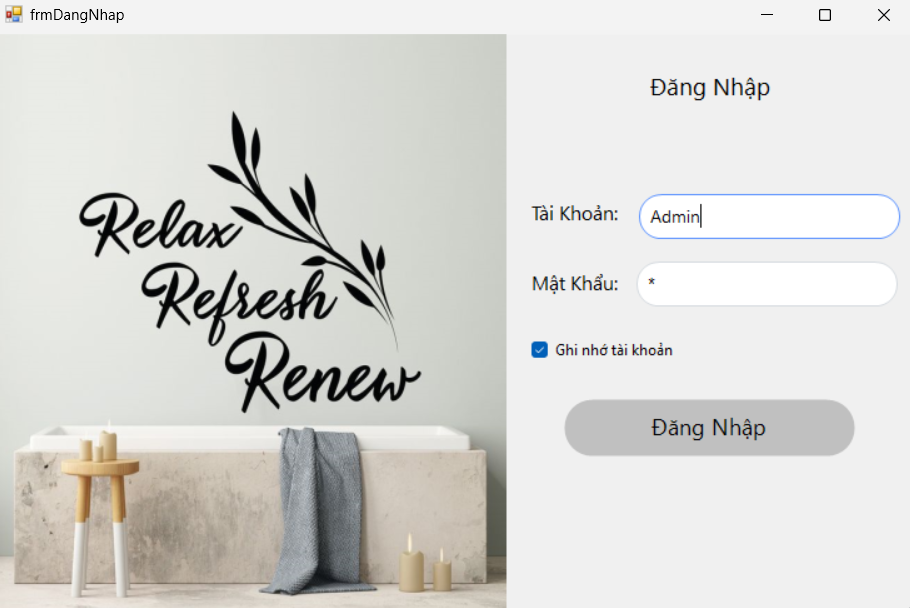 frmDangNhap
Relax
Refresh
Renew
Đăng Nhập
Tài Khoản: Admin
Mật Khẩu: *
Ghi nhớ tài khoản
Đăng Nhập